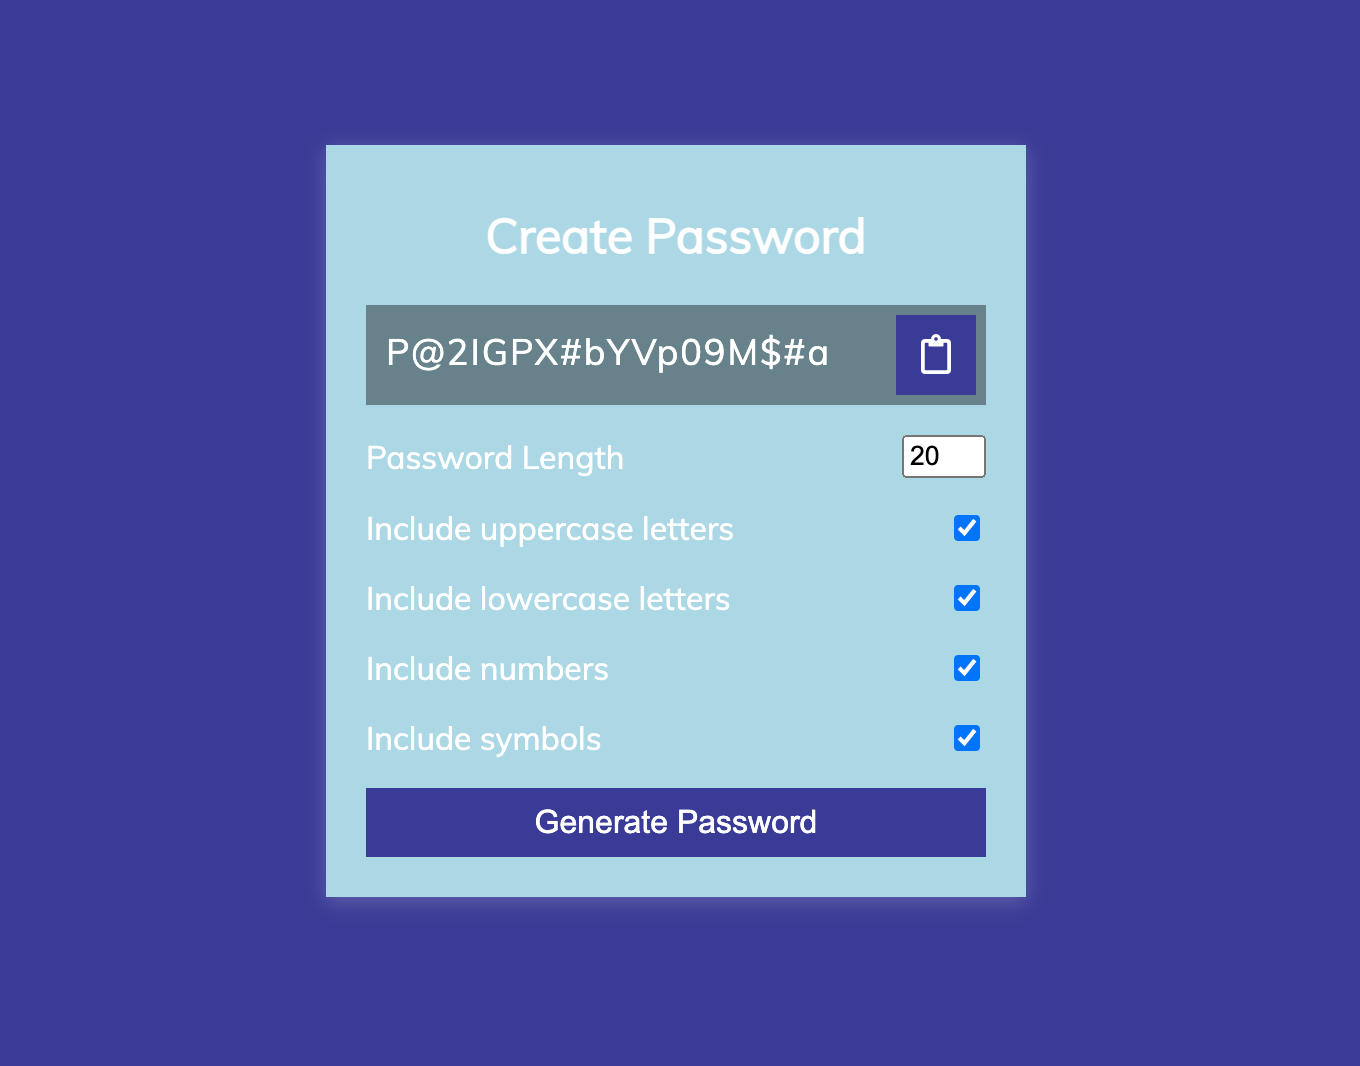 Create Password
P@2IGPX#bYVp09M$#a
Password Length
20
Include uppercase letters
Include lowercase letters
Include numbers
Include symbols
Generate Password